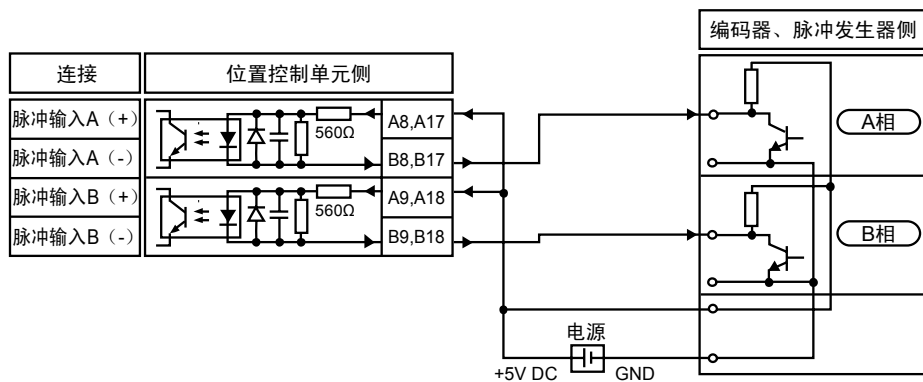 编码器、脉冲发生器侧
连接
位置控制单元侧
脉冲输入A（+）
560Ω
A8,A17
A相
脉冲输入A（-）
B8,B17
脉冲输入B（+）
560Ω
A9,A18
脉冲输入B（-）
B9,B18
B相
电源
+5V DC
GND